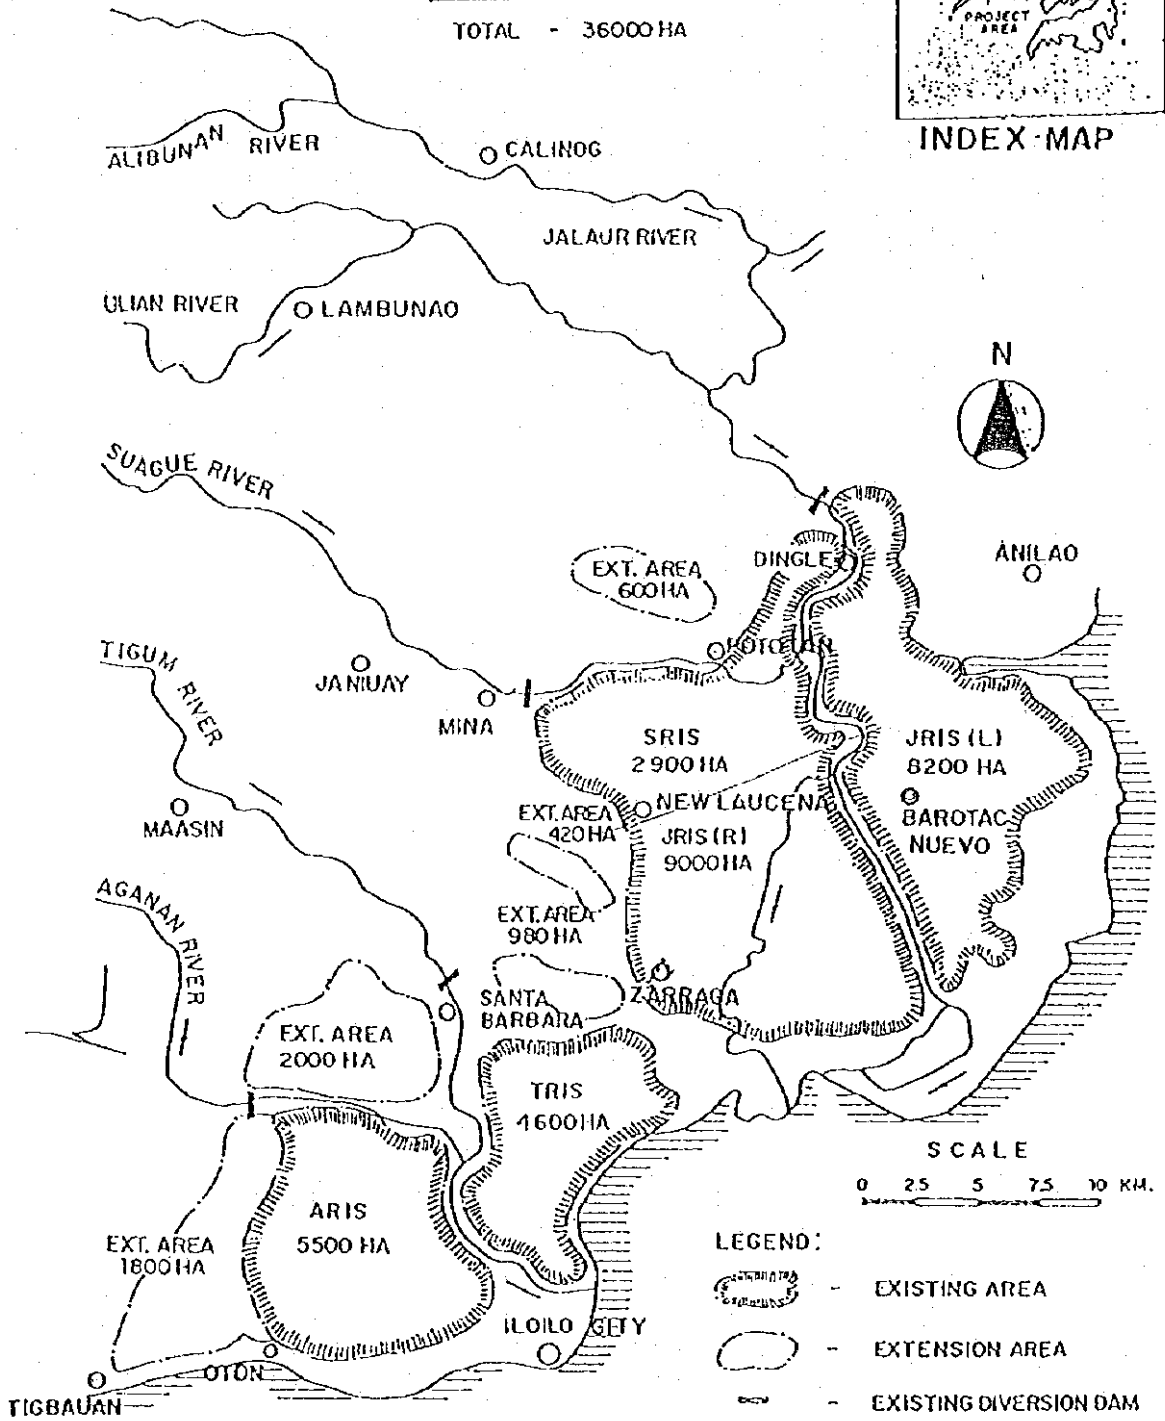 TOTAL - 36000 HA
PROJECT
AREA
INDEX MAP
ALIBUNAN RIVER
CALINOG
JALAUR RIVER
ULIAN RIVER
LAMBUNAO
N
SUAGUE RIVER
EXT. AREA
600 HA
DINGLE
ANILAO
TIGUM RIVER
JANIUAY
POTOTAN
MINA
SRIS
2900 HA
JRIS (L)
8200 HA
MAASIN
EXT. AREA
420 HA
NEW LAUCENA
JRIS (R)
9000 HA
BAROTAC
NUEVO
AGANAN RIVER
EXT. AREA
980 HA
SANTA
BARBARA
ZARRAGA
EXT. AREA
2000 HA
TRIS
4600 HA
SCALE
0 2.5 5 7.5 10 KM.
ARIS
5500 HA
EXT. AREA
1800 HA
LEGEND:
- EXISTING AREA
ILOILO CITY
- EXTENSION AREA
OTON
TIGBAUAN
- EXISTING DIVERSION DAM